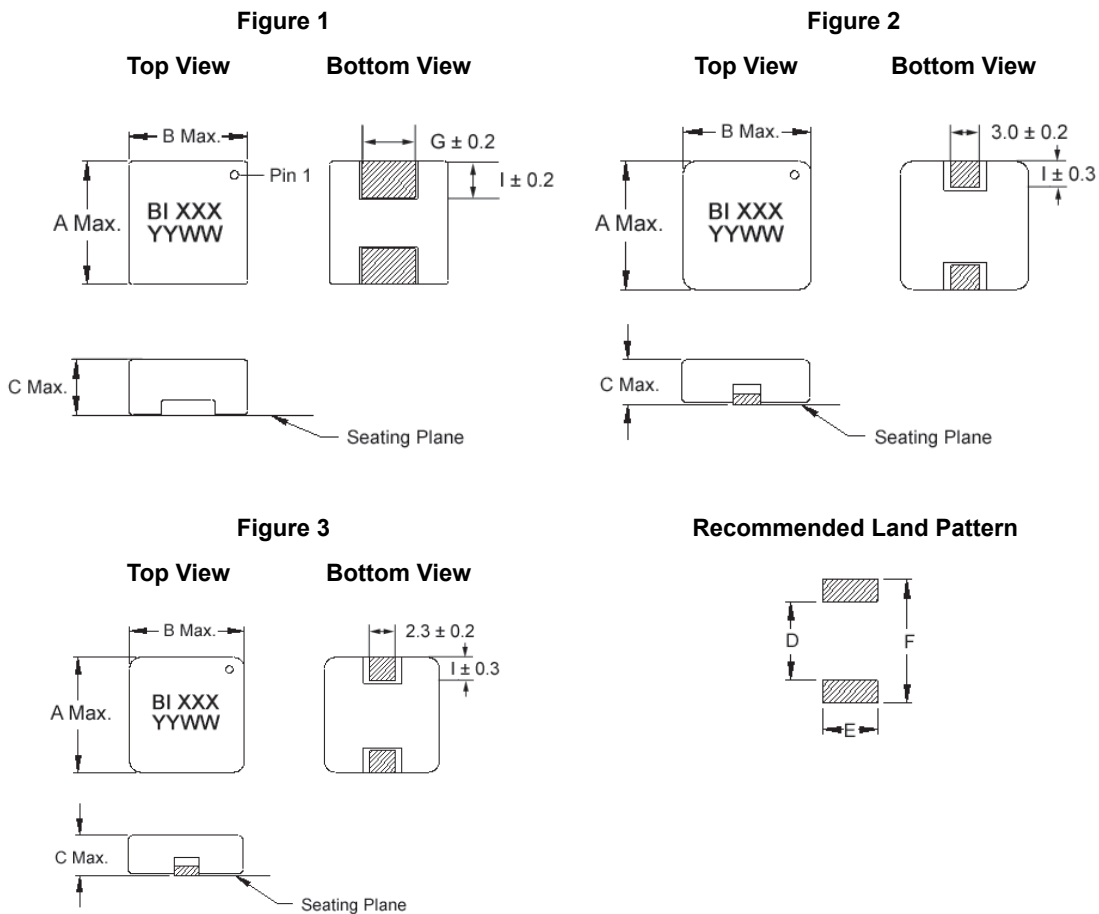 Figure 1
Top View
Bottom View
B Max.
A Max.
Pin 1
BI XXX
YYWW
G ± 0.2
I ± 0.2
C Max.
Seating Plane
Figure 2
Top View
Bottom View
B Max.
A Max.
BI XXX
YYWW
3.0 ± 0.2
I ± 0.3
C Max.
Seating Plane
Figure 3
Top View
Bottom View
B Max.
A Max.
BI XXX
YYWW
2.3 ± 0.2
I ± 0.3
C Max.
Seating Plane
Recommended Land Pattern
D
F
E